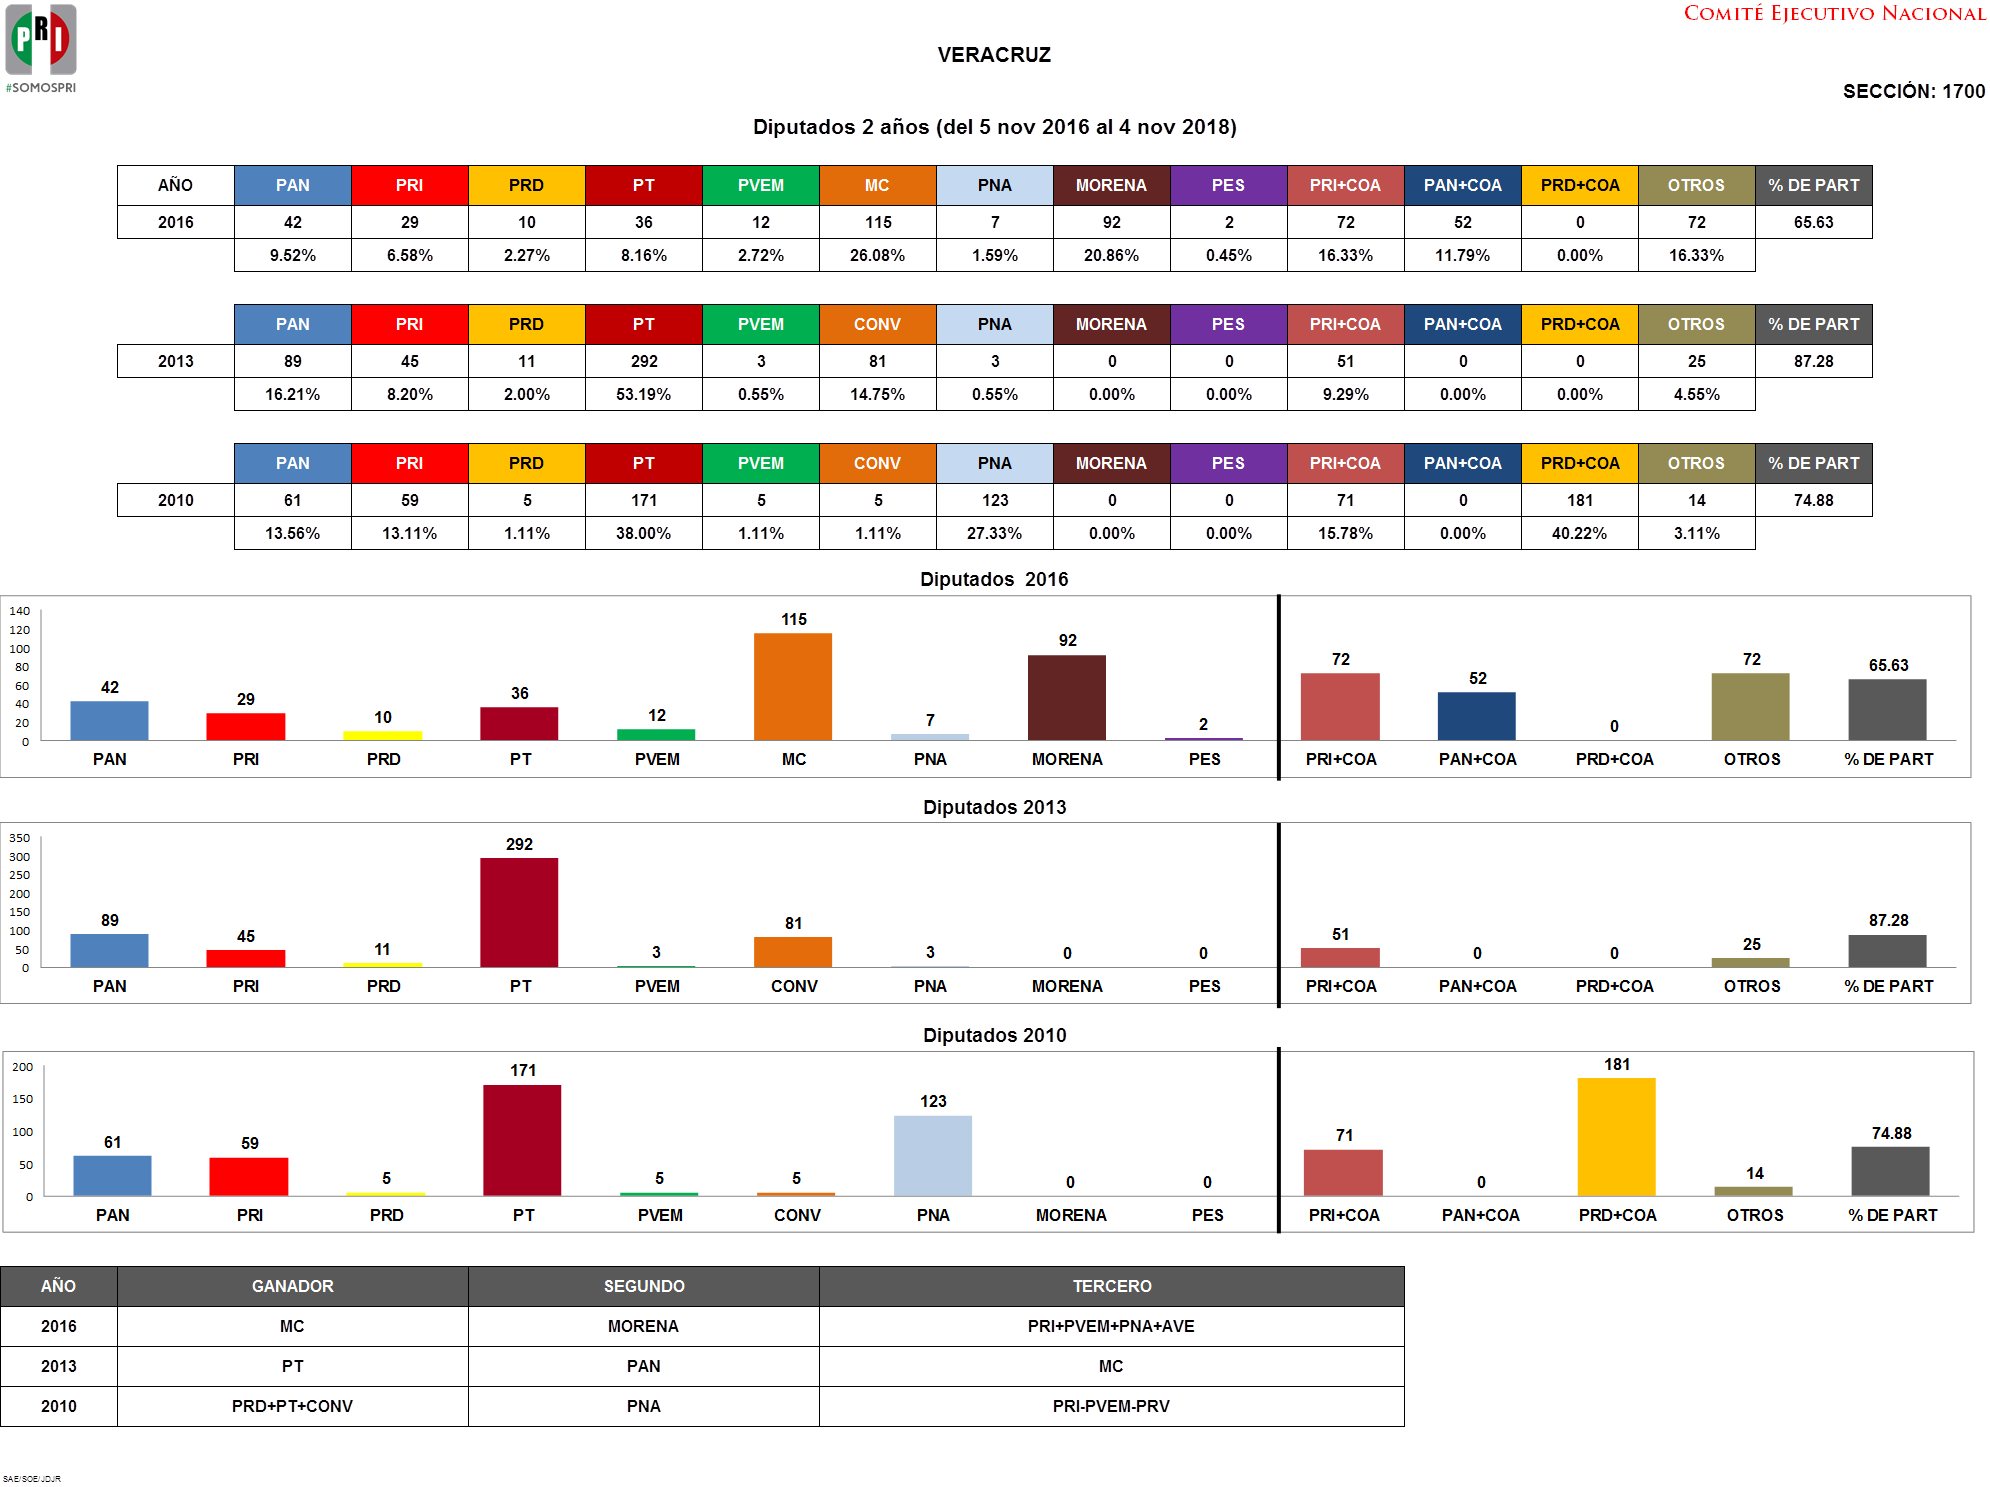 PRI
#SOMOSPRI
COMITÉ EJECUTIVO NACIONAL
VERACRUZ
SECCIÓN: 1700
Diputados 2 años (del 5 nov 2016 al 4 nov 2018)
AÑO PAN PRI PRD PT PVEM MC PNA MORENA PES PRI+COA PAN+COA PRD+COA OTROS % DE PART
2016 42 29 10 36 12 115 7 92 2 72 52 0 72 65.63
9.52% 6.58% 2.27% 8.16% 2.72% 26.08% 1.59% 20.86% 0.45% 16.33% 11.79% 0.00% 16.33%
PAN PRI PRD PT PVEM CONV PNA MORENA PES PRI+COA PAN+COA PRD+COA OTROS % DE PART
2013 89 45 11 292 3 81 3 0 0 51 0 0 25 87.28
16.21% 8.20% 2.00% 53.19% 0.55% 14.75% 0.55% 0.00% 0.00% 9.29% 0.00% 0.00% 4.55%
PAN PRI PRD PT PVEM CONV PNA MORENA PES PRI+COA PAN+COA PRD+COA OTROS % DE PART
2010 61 59 5 171 5 5 123 0 0 71 0 181 14 74.88
13.56% 13.11% 1.11% 38.00% 1.11% 1.11% 27.33% 0.00% 0.00% 15.78% 0.00% 40.22% 3.11%
Diputados 2016
140
120
100
80
60
40
20
0
42 29 10 36 12 115 7 92 2 72 52 0 72 65.63
PAN PRI PRD PT PVEM MC PNA MORENA PES PRI+COA PAN+COA PRD+COA OTROS % DE PART
Diputados 2013
350
300
250
200
150
100
50
0
89 45 11 292 3 81 3 0 0 51 0 0 25 87.28
PAN PRI PRD PT PVEM CONV PNA MORENA PES PRI+COA PAN+COA PRD+COA OTROS % DE PART
Diputados 2010
200
150
100
50
0
61 59 5 171 5 5 123 0 0 71 0 181 14 74.88
PAN PRI PRD PT PVEM CONV PNA MORENA PES PRI+COA PAN+COA PRD+COA OTROS % DE PART
AÑO GANADOR SEGUNDO TERCERO
2016 MC MORENA PRI+PVEM+PNA+AVE
2013 PT PAN MC
2010 PRD+PT+CONV PNA PRI-PVEM-PRV
SAE/SOE/JDJR